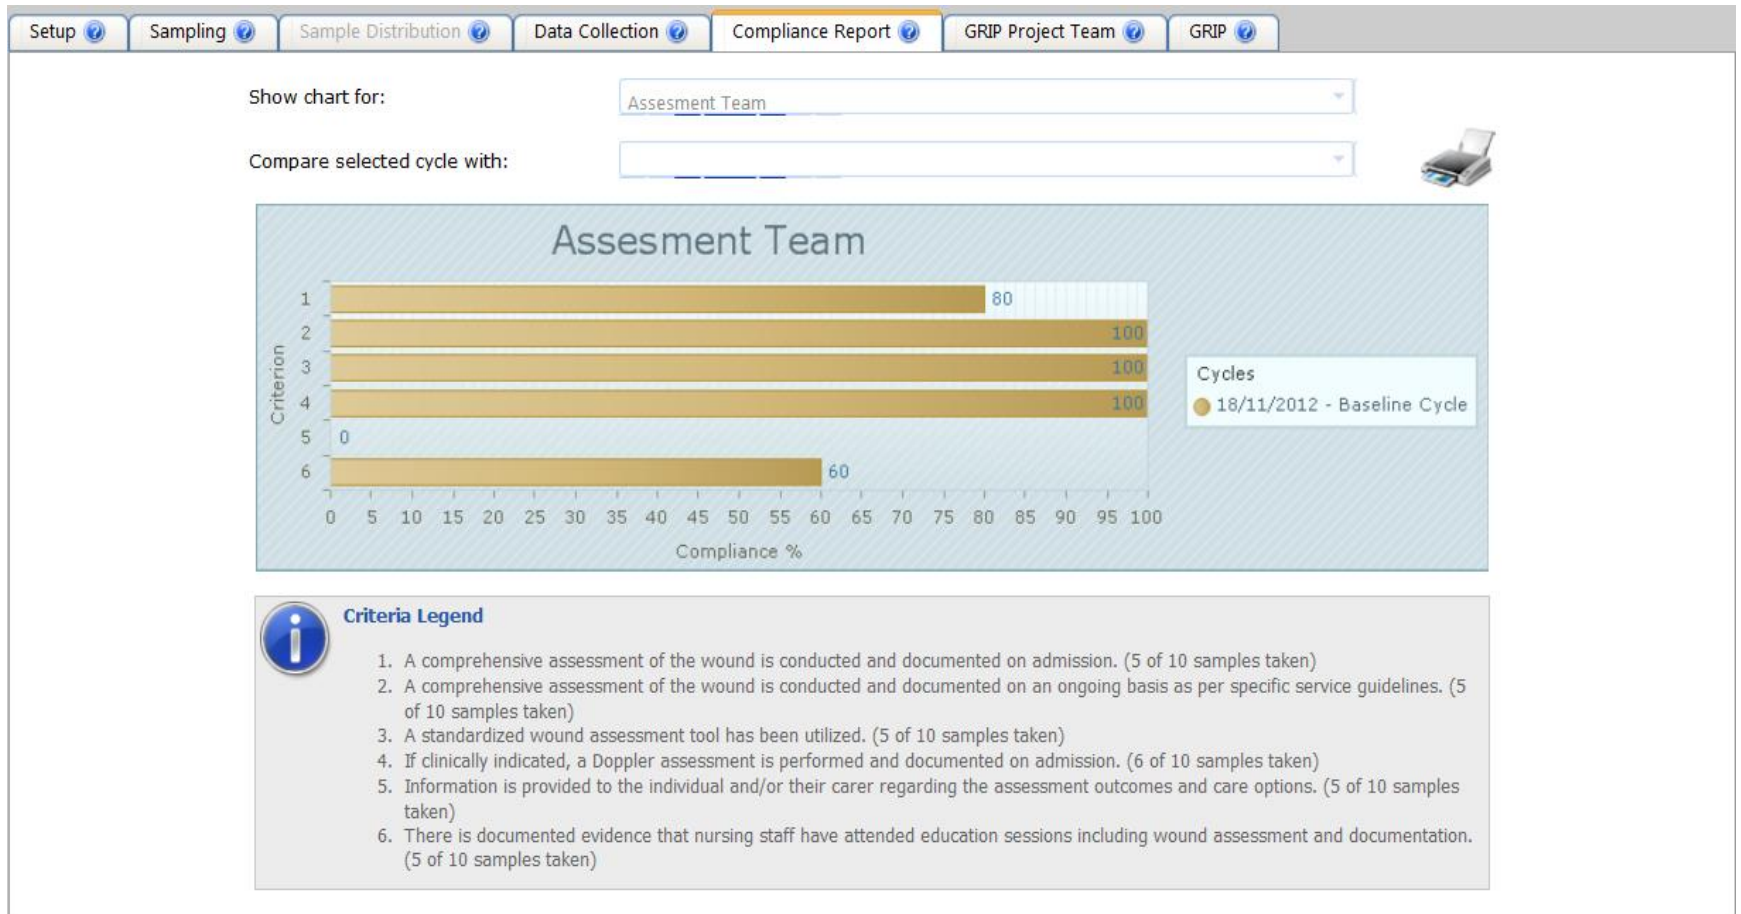 Setup Sampling Sample Distribution Data Collection Compliance Report GRIP Project Team GRIP
Show chart for:
Assesment Team
Compare selected cycle with:
Assesment Team
1
80
2
100
3
100
4
100
5
0
6
60
Criterion
0 5 10 15 20 25 30 35 40 45 50 55 60 65 70 75 80 85 90 95 100
Compliance %
Cycles
18/11/2012 - Baseline Cycle
Criteria Legend
1. A comprehensive assessment of the wound is conducted and documented on admission. (5 of 10 samples taken)
2. A comprehensive assessment of the wound is conducted and documented on an ongoing basis as per specific service guidelines. (5
of 10 samples taken)
3. A standardized wound assessment tool has been utilized. (5 of 10 samples taken)
4. If clinically indicated, a Doppler assessment is performed and documented on admission. (6 of 10 samples taken)
5. Information is provided to the individual and/or their carer regarding the assessment outcomes and care options. (5 of 10 samples
taken)
6. There is documented evidence that nursing staff have attended education sessions including wound assessment and documentation.
(5 of 10 samples taken)